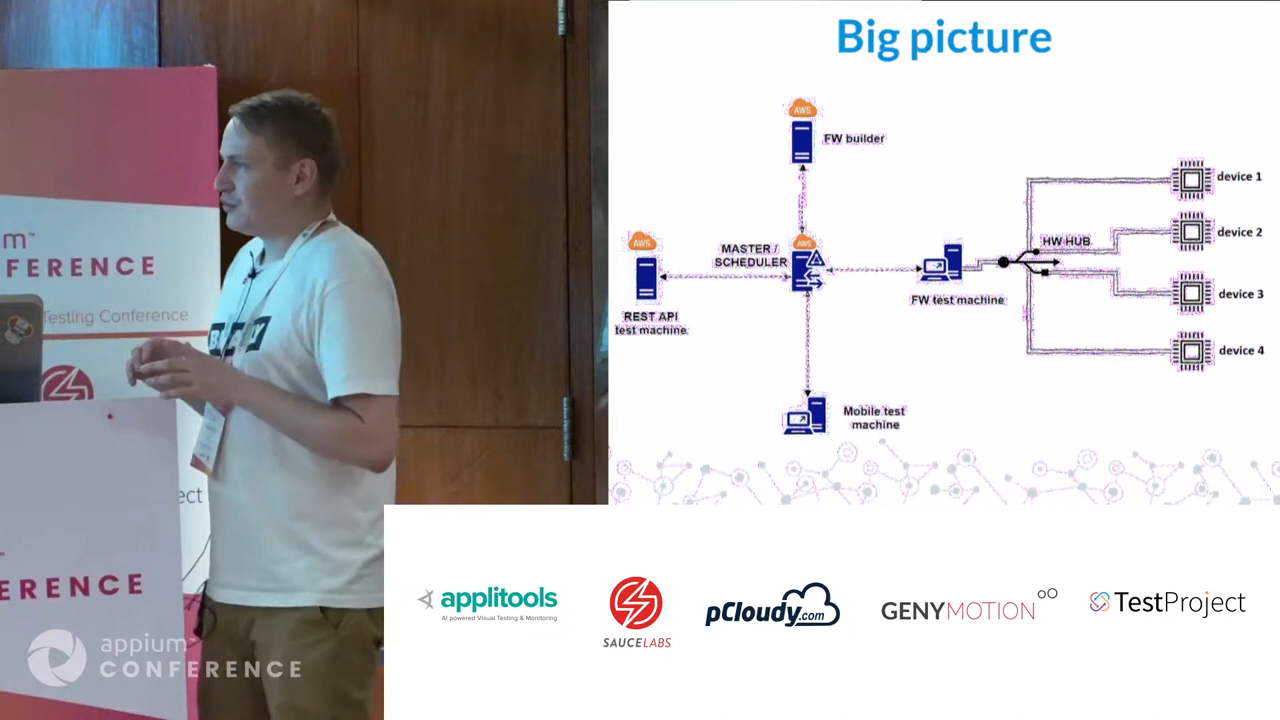 Big picture
AWS
FW builder
device 1
device 2
AWS
MASTER /
SCHEDULER
AWS
HW HUB
FW test machine
device 3
REST API
test machine
device 4
Mobile test
machine
m™
FERENCE
Testing Conference
ect
ERENCE
appium™
CONFERENCE
applitools
AI powered Visual Testing & Monitoring
SAUCELABS
pCloudy.com
GENYMOTION
TestProject